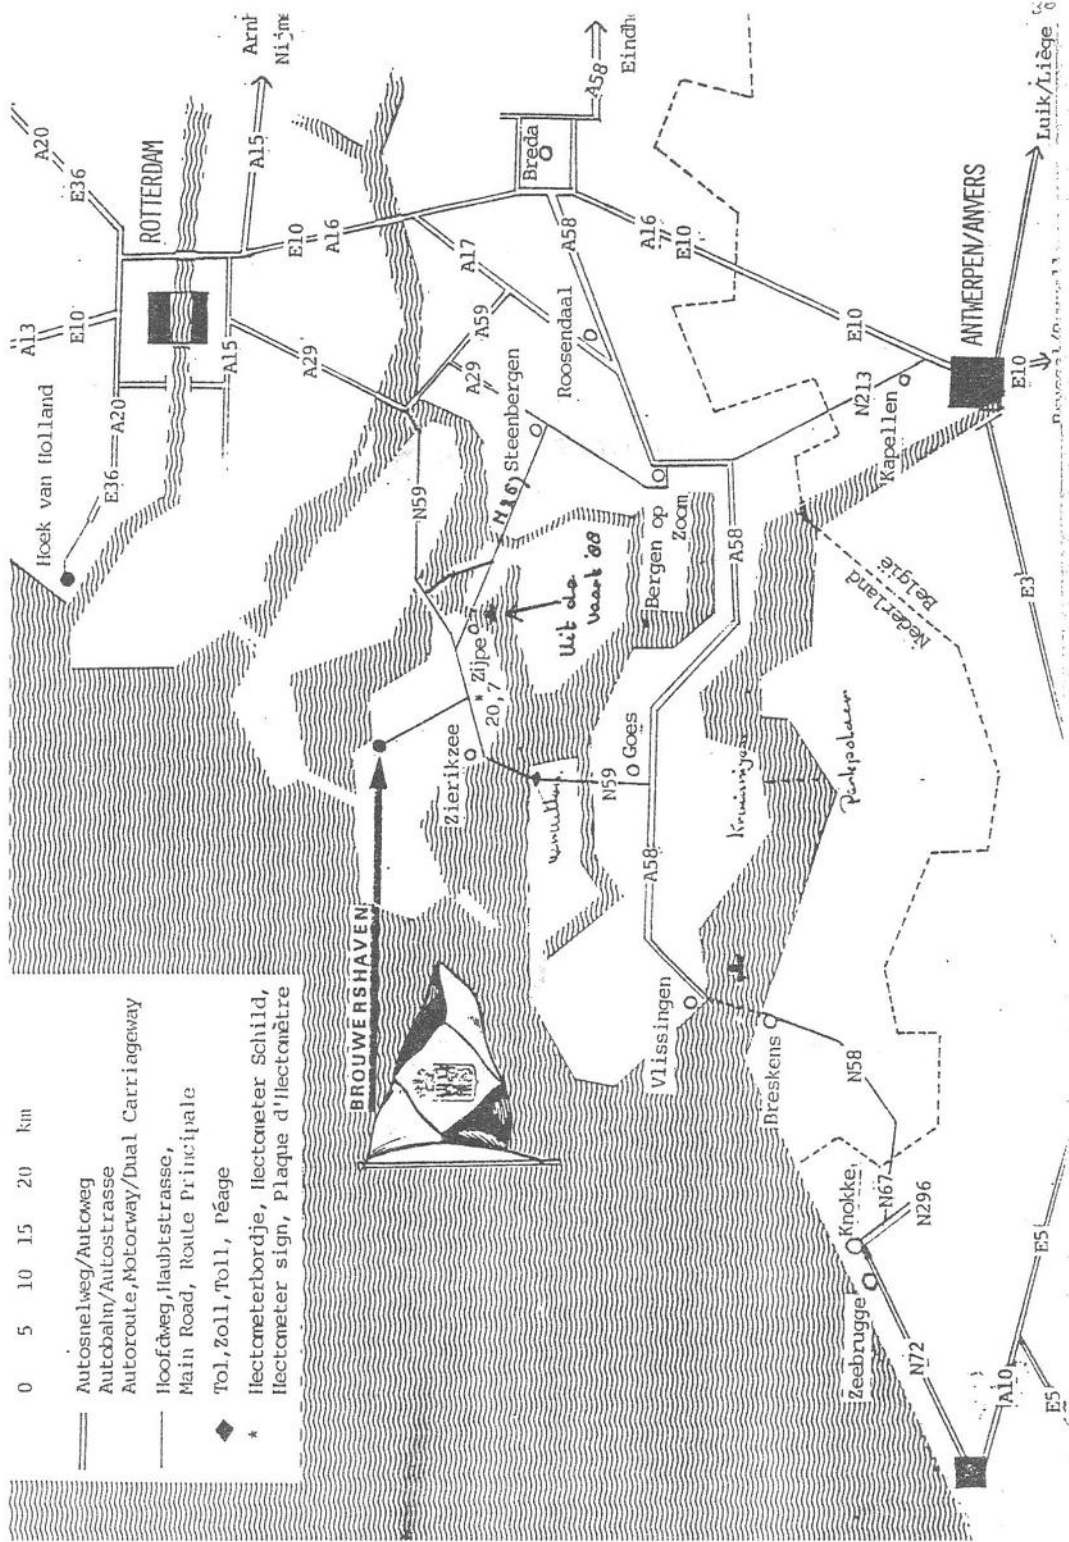 0 5 10 15 20 km
Autosnelweg/Autoweg
Autobahn/Autostrasse
Autoroute,Motorway/Dual Carriageway
Hoofdweg,Haubtstrasse,
Main Road, Route Principale
Tol,Zoll,Toll, Péage
* Hectometerbordje, Hectometer Schild,
Hectometer sign, Plaque d'Hectomètre
BROUWERSHAVEN
Hoek van Holland
E36
A20
A13
E10
E36
A20
ROTTERDAM
A15
A15
Nijme
A29
E10
A16
N59
A29
A59
A17
Steenbergen
Roosendaal
A58
Breda
A58
Eindh
A16
E10
Zierikzee
* Zijpe
20,7
Uit de
vaart '88
Bergen op
Zoom
N59
Goes
A58
A58
Vlissingen
Breskens
N58
Nederland
België
N213
Kapellen
E10
ANTWERPEN/ANVERS
E10
Luik/Liège
E3
Knokke
N67
N296
Zeebrugge
N72
A10
E5
E5